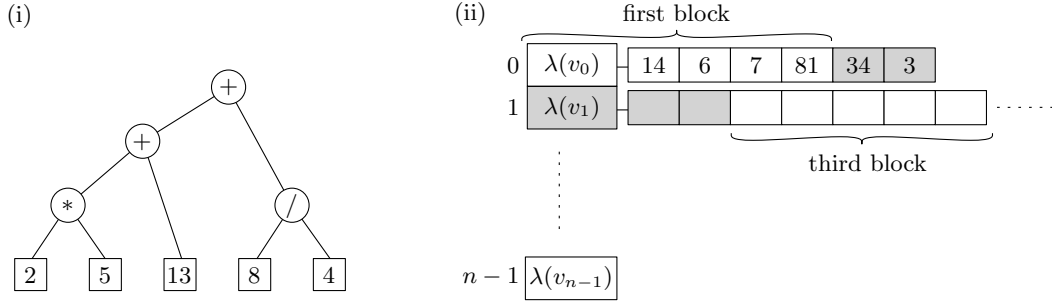 (i)
+
+
*
/
2 5 13 8 4
(ii)
first block
0 λ(v₀) 14 6 7 81 34 3
1 λ(v₁)
third block
n − 1 λ(vₙ₋₁)